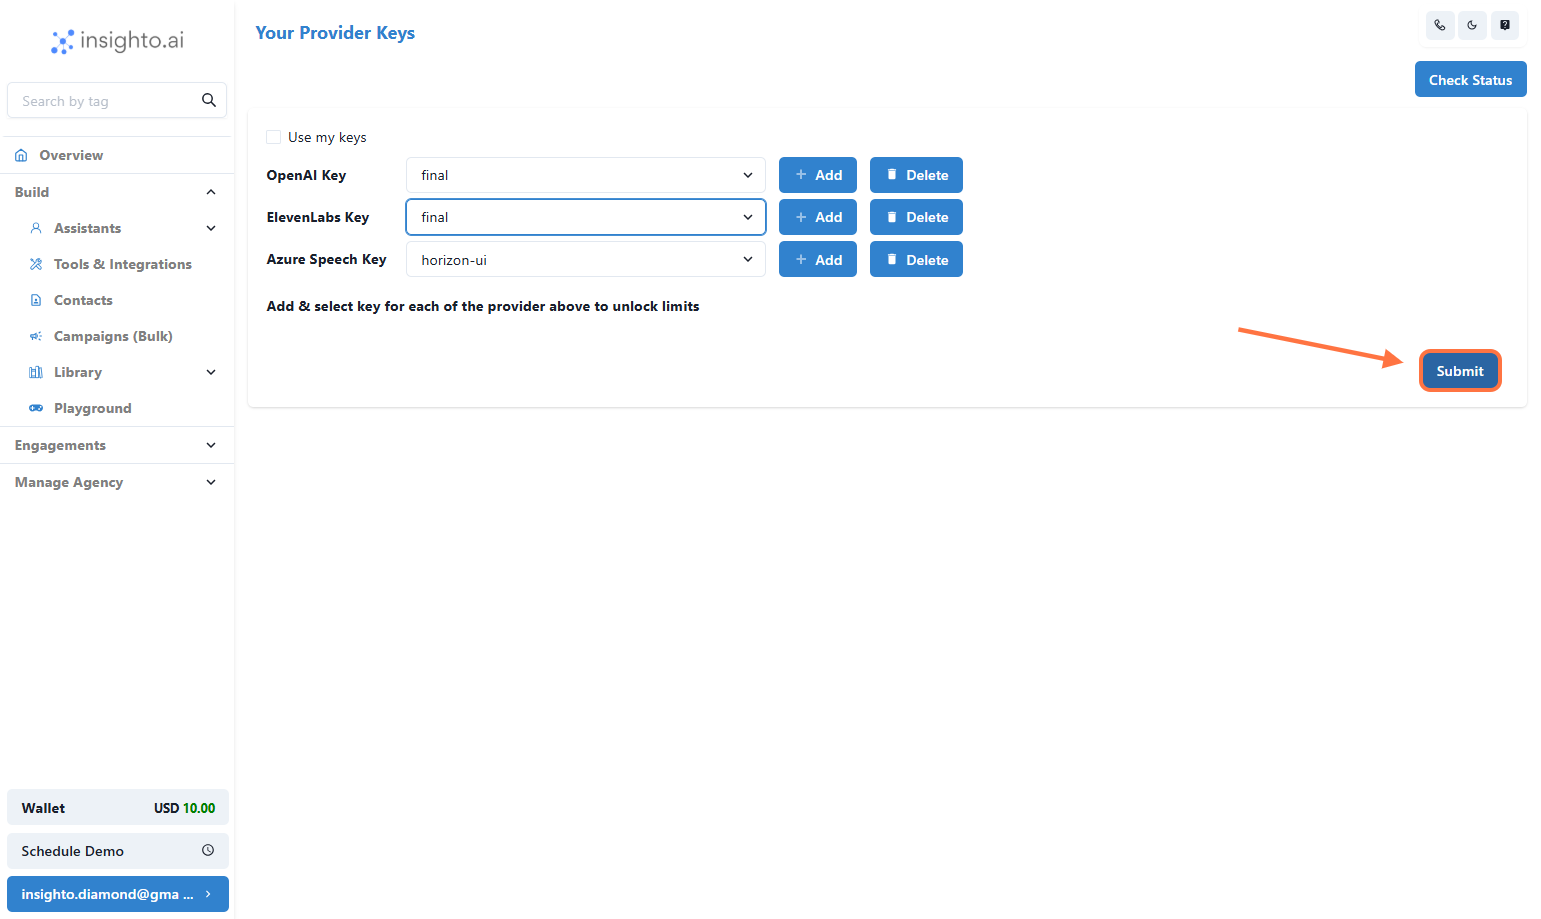 insighto.ai
Search by tag
Overview
Build
Assistants
Tools & Integrations
Contacts
Campaigns (Bulk)
Library
Playground
Engagements
Manage Agency
Wallet USD 10.00
Schedule Demo
insighto.diamond@gma ...
Your Provider Keys
Check Status
Use my keys
OpenAI Key final Add Delete
ElevenLabs Key final Add Delete
Azure Speech Key horizon-ui Add Delete
Add & select key for each of the provider above to unlock limits
Submit